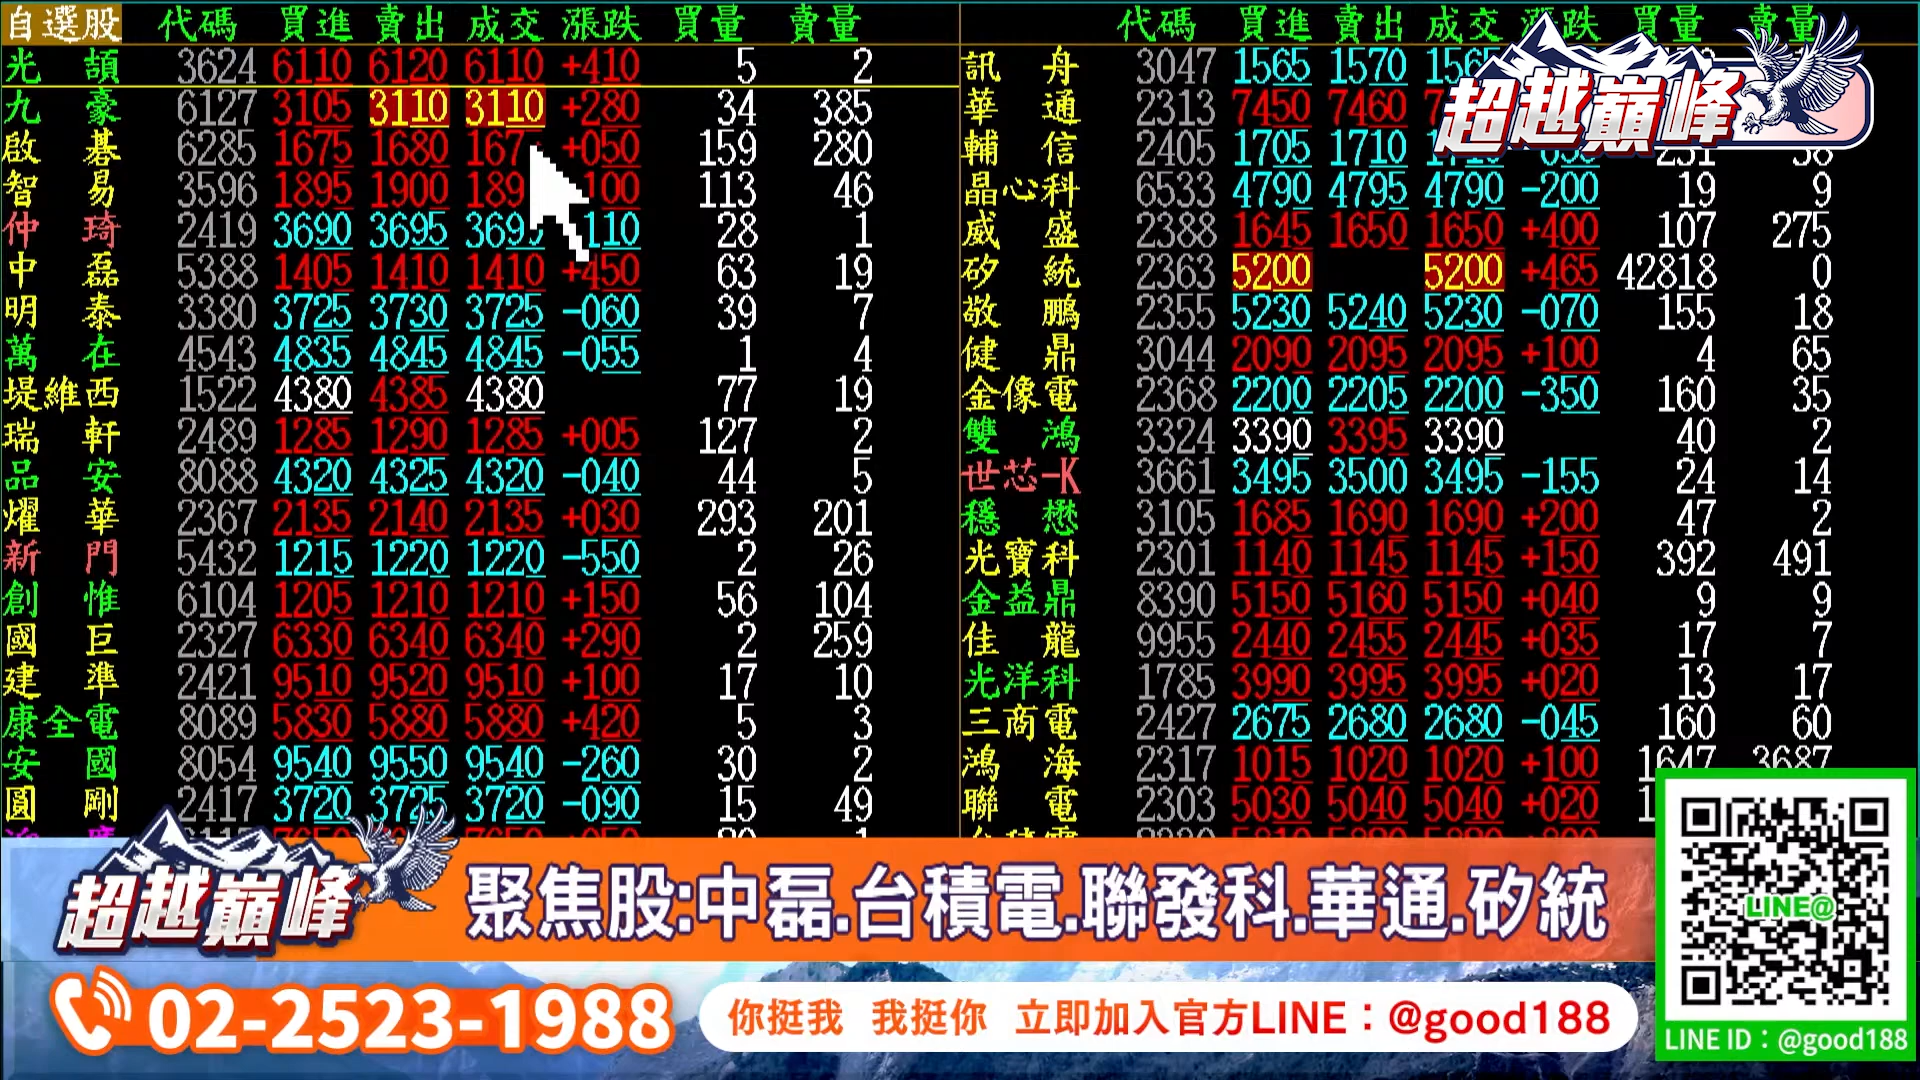 自選股 代碼 買進 賣出 成交 漲跌 買量 賣量 代碼 買進 賣出 成交 漲跌 買量 賣量
光頡 3624 6110 6120 6110 +410 5 2 訊舟 3047 1565 1570
九豪 6127 3105 3110 3110 +280 34 385 華通 2313 7450 7460
啟碁 6285 1675 1680 +050 159 280 輔信 2405 1705 1710
智易 3596 1895 1900 113 46 晶心科 6533 4790 4795 4790 -200 19 9
仲琦 2419 3690 3695 3695 28 1 威盛 2388 1645 1650 1650 +400 107 275
中磊 5388 1405 1410 1410 +450 63 19 矽統 2363 5200 5200 +465 42818 0
明泰 3380 3725 3730 3725 -060 39 7 敬鵬 2355 5230 5240 5230 -070 155 18
萬在 4543 4835 4845 4845 -055 1 4 健鼎 3044 2090 2095 2095 +100 4 65
堤維西 1522 4380 4385 4380 77 19 金像電 2368 2200 2205 2200 -350 160 35
瑞軒 2489 1285 1290 1285 +005 127 2 雙鴻 3324 3390 3395 3390 40 2
品安 8088 4320 4325 4320 -040 44 5 世芯-K 3661 3495 3500 3495 -155 24 14
燿華 2367 2135 2140 2135 +030 293 201 穩懋 3105 1685 1690 1690 +200 47 2
新門 5432 1215 1220 1220 -550 2 26 光寶科 2301 1140 1145 1145 +150 392 491
創惟 6104 1205 1210 1210 +150 56 104 金益鼎 8390 5150 5160 5150 +040 9 9
國巨 2327 6330 6340 6340 +290 2 259 佳龍 9955 2440 2455 2445 +035 17 7
建準 2421 9510 9520 9510 +100 17 10 光洋科 1785 3990 3995 3995 +020 13 17
康全電 8089 5830 5880 5880 +420 5 3 三商電 2427 2675 2680 2680 -045 160 60
安國 8054 9540 9550 9540 -260 30 2 鴻海 2317 1015 1020 1020 +100 1647 3687
圓剛 2417 3720 3725 3720 -090 15 49 聯電 2303 5030 5040 5040 +020
超越巔峰
超越巔峰
聚焦股:中磊.台積電.聯發科.華通.矽統
02-2523-1988
你挺我 我挺你 立即加入官方LINE：@good188
LINE@
LINE ID：@good188